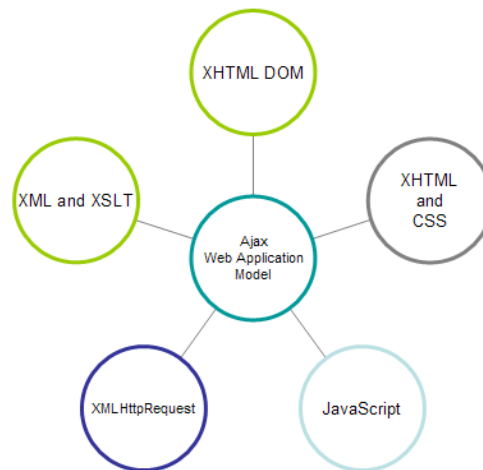 XHTML DOM
XML and XSLT
XHTML
and
CSS
Ajax
Web Application
Model
XMLHttpRequest
JavaScript